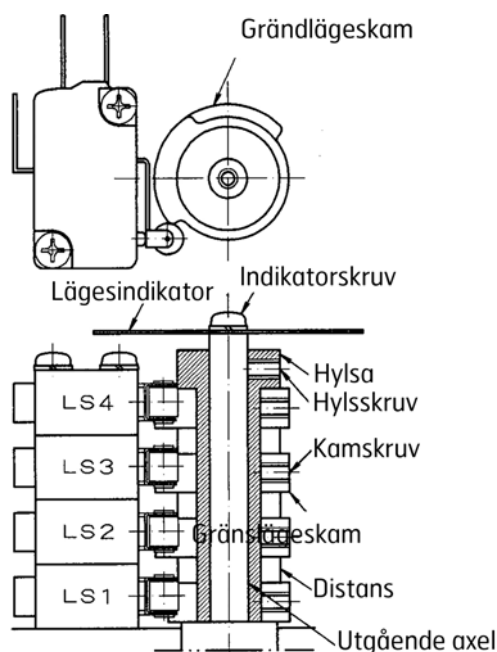 Grändlägeskam
Indikatorskruv
Lägesindikator
Hylsa
Hylsskruv
LS4
Kamskruv
LS3
LS2
Gränslägeskam
LS1
Distans
Utgående axel